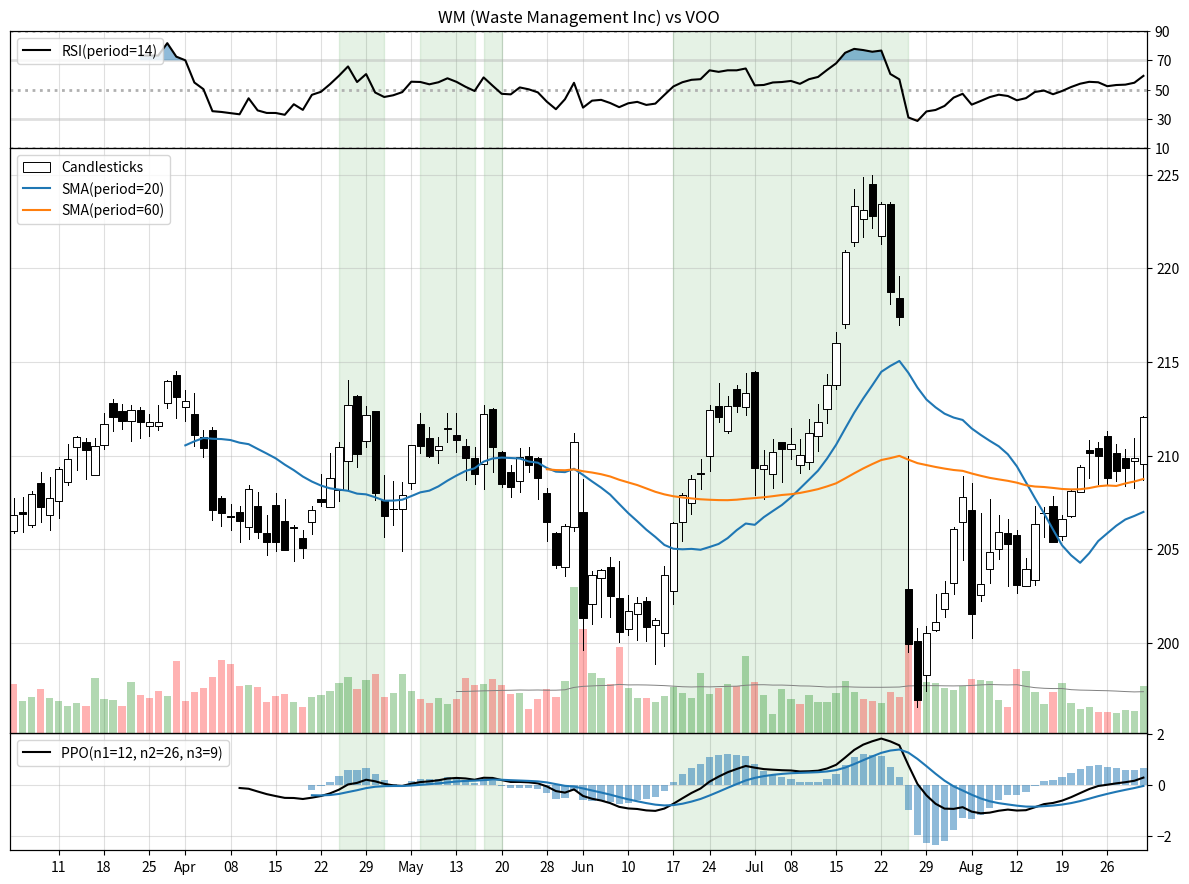 WM (Waste Management Inc) vs VOO
RSI(period=14)
90
70
50
30
10
Candlesticks
SMA(period=20)
SMA(period=60)
225
220
215
210
205
200
PPO(n1=12, n2=26, n3=9)
2
0
−2
11 18 25 Apr 08 15 22 29 May 13 20 28 Jun 10 17 24 Jul 08 15 22 29 Aug 12 19 26